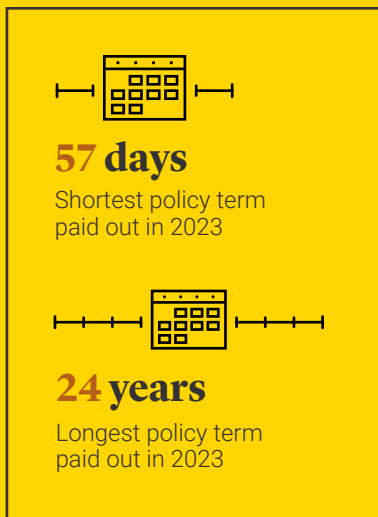 57 days
Shortest policy term
paid out in 2023
24 years
Longest policy term
paid out in 2023